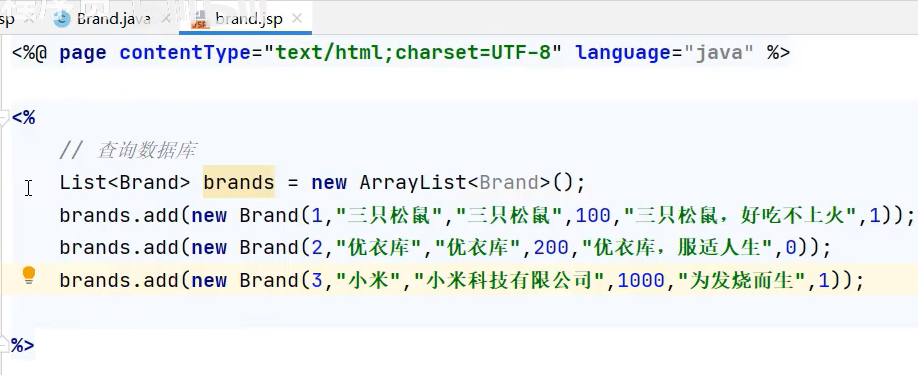 sp Brand.java brand.jsp
<%@ page contentType="text/html;charset=UTF-8" language="java" %>
<%
// 查询数据库
List<Brand> brands = new ArrayList<Brand>();
brands.add(new Brand(1,"三只松鼠","三只松鼠",100,"三只松鼠，好吃不上火",1));
brands.add(new Brand(2,"优衣库","优衣库",200,"优衣库，服适人生",0));
brands.add(new Brand(3,"小米","小米科技有限公司",1000,"为发烧而生",1));
%>